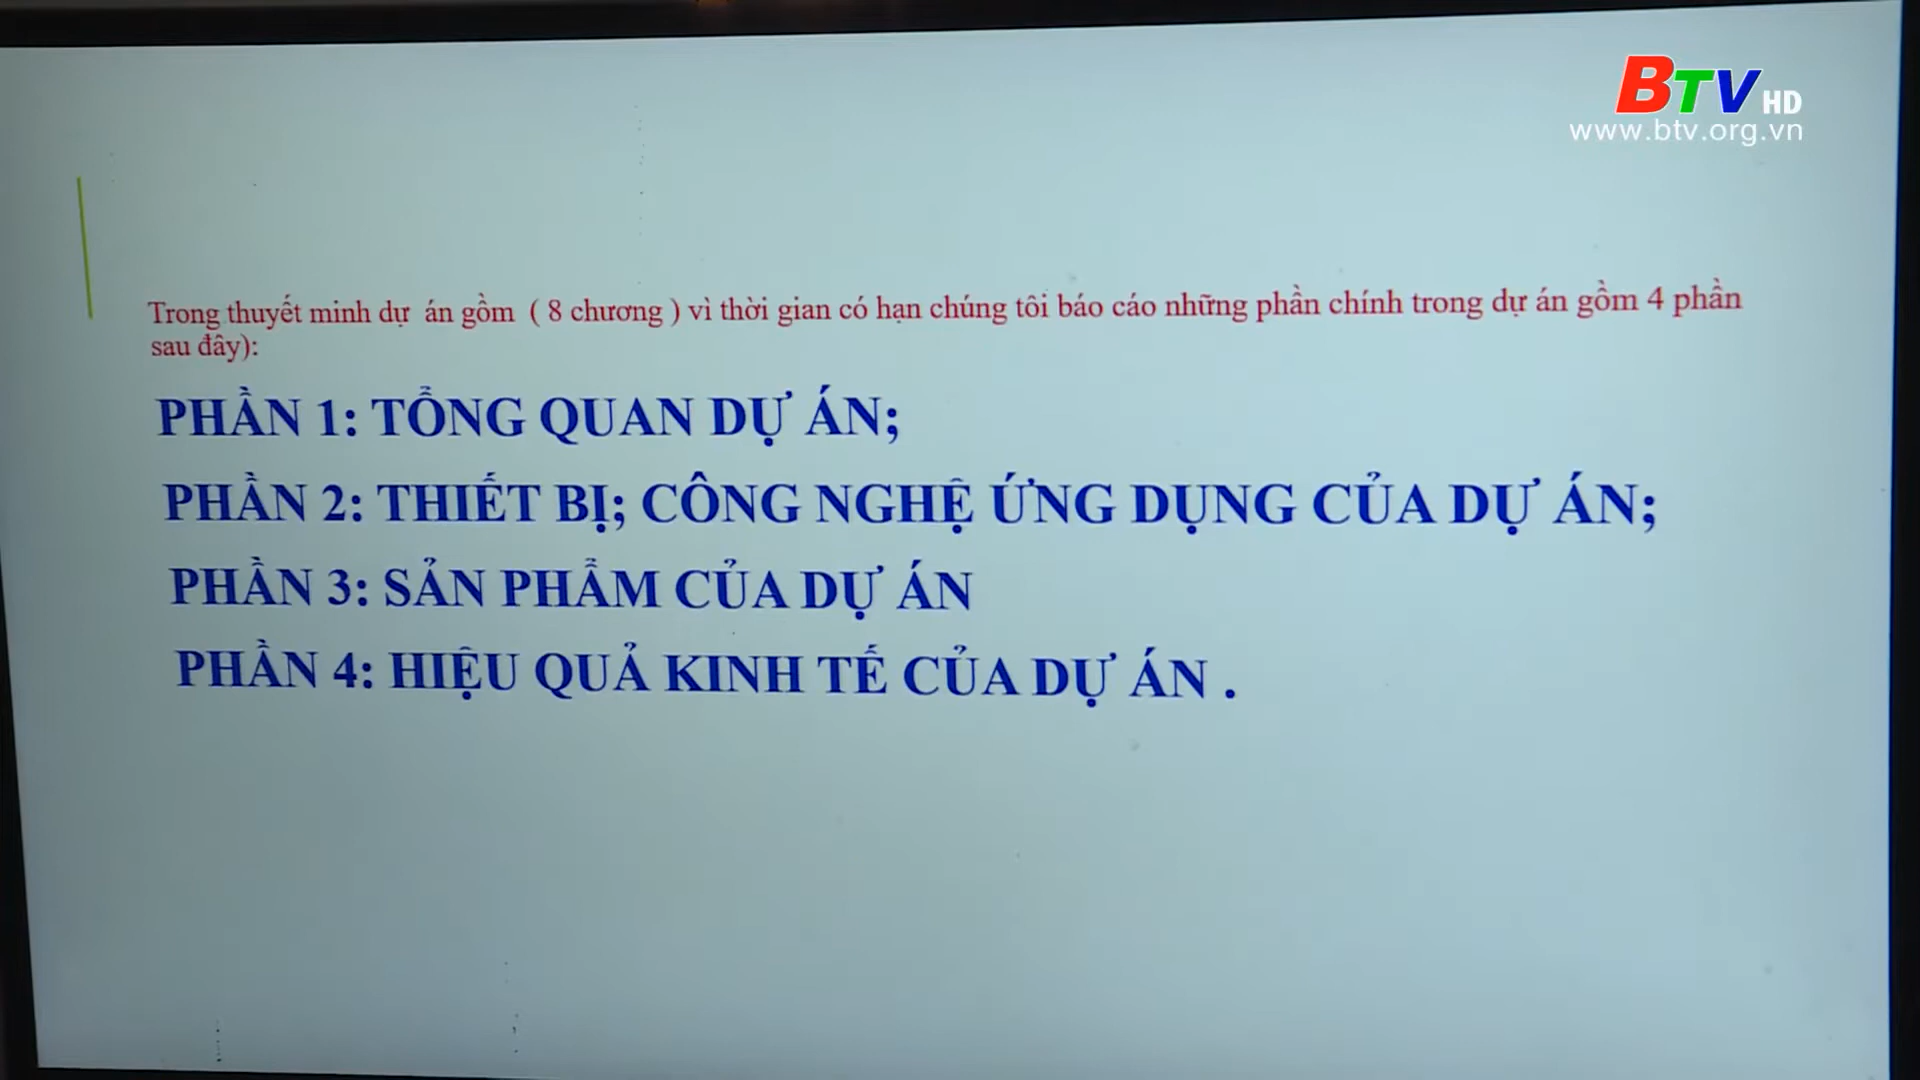 BTV HD
www.btv.org.vn
Trong thuyết minh dự án gồm ( 8 chương ) vì thời gian có hạn chúng tôi báo cáo những phần chính trong dự án gồm 4 phần
sau đây):
PHẦN 1: TỔNG QUAN DỰ ÁN;
PHẦN 2: THIẾT BỊ; CÔNG NGHỆ ỨNG DỤNG CỦA DỰ ÁN;
PHẦN 3: SẢN PHẨM CỦA DỰ ÁN
PHẦN 4: HIỆU QUẢ KINH TẾ CỦA DỰ ÁN .